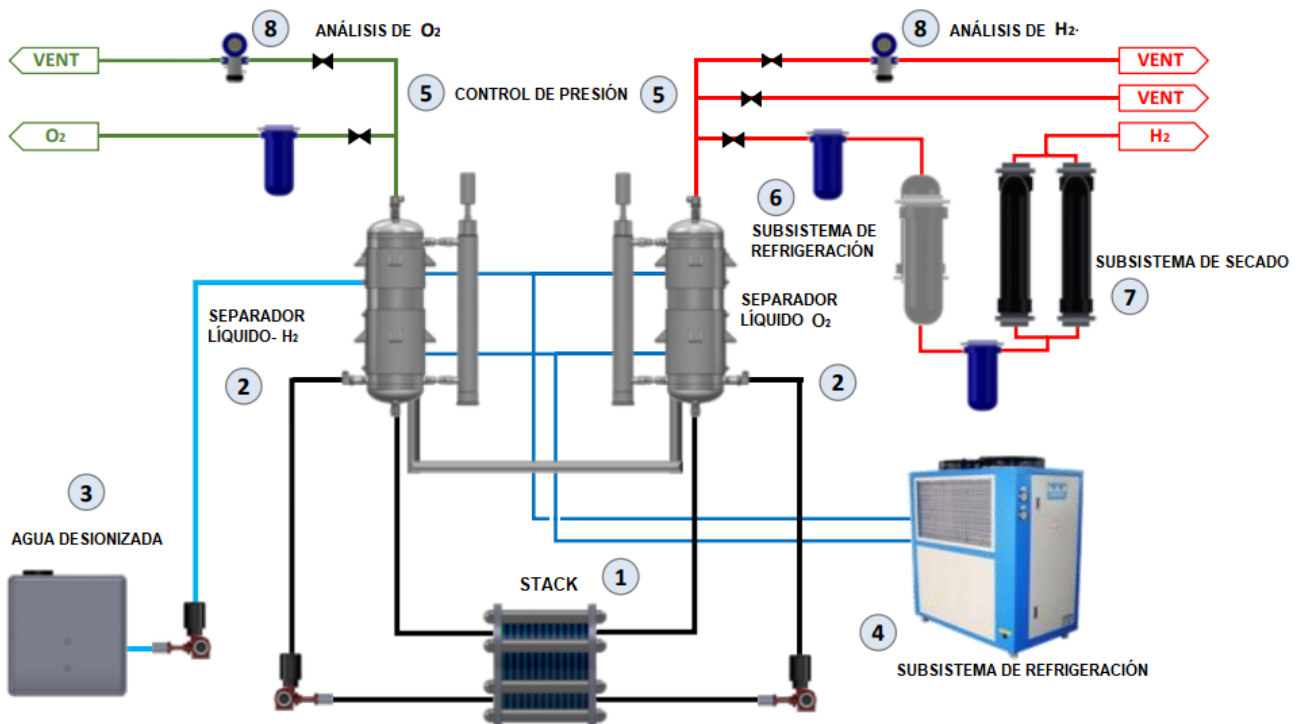 8 ANÁLISIS DE O₂
8 ANÁLISIS DE H₂.
VENT
VENT
5 CONTROL DE PRESIÓN 5
VENT
O₂
H₂
6
SUBSISTEMA DE
REFRIGERACIÓN
SUBSISTEMA DE SECADO
7
SEPARADOR
LÍQUIDO- H₂
SEPARADOR
LÍQUIDO O₂
2
2
3
AGUA DESIONIZADA
STACK 1
4
SUBSISTEMA DE REFRIGERACIÓN